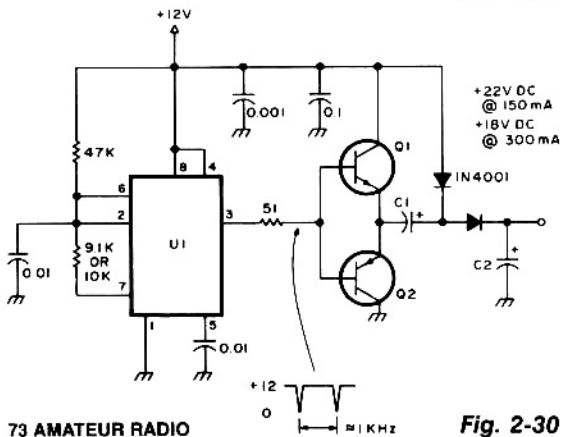 +12V
0.001
0.1
+22V DC
@ 150mA
+18V DC
@ 300mA
47K
8
4
Q1
6
1N4001
2
3
51
C1
+
U1
9.1K
OR
10K
7
0.01
+
C2
Q2
1
5
0.01
+12
0
≈1KHz
73 AMATEUR RADIO
Fig. 2-30